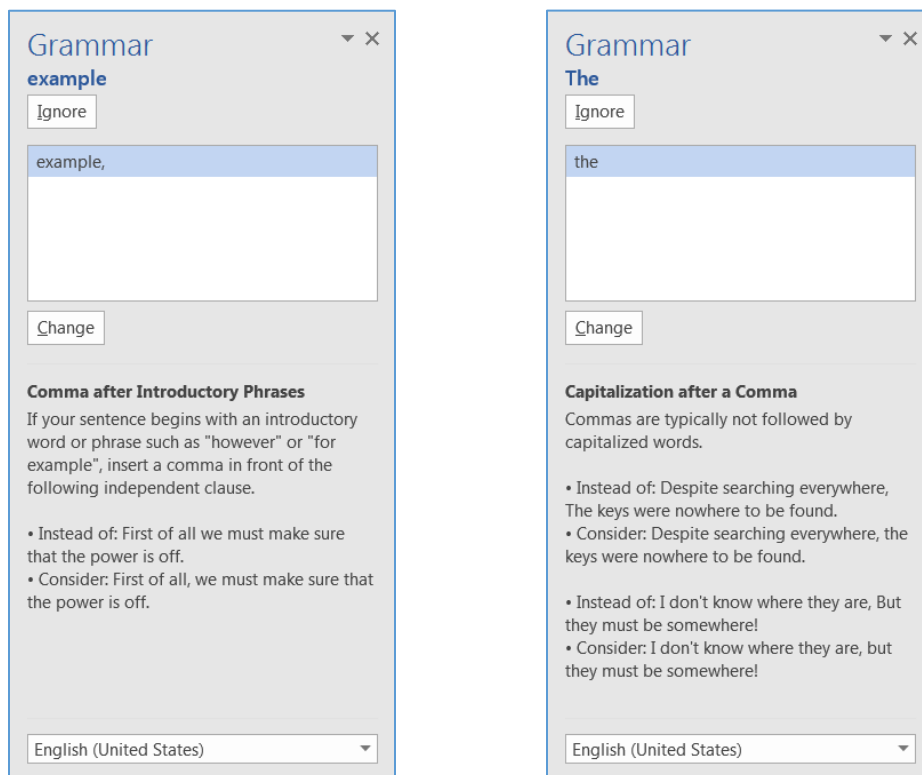 Grammar
example
Ignore
example,
Change
Comma after Introductory Phrases
If your sentence begins with an introductory
word or phrase such as "however" or "for
example", insert a comma in front of the
following independent clause.
• Instead of: First of all we must make sure
that the power is off.
• Consider: First of all, we must make sure that
the power is off.
English (United States)
Grammar
The
Ignore
the
Change
Capitalization after a Comma
Commas are typically not followed by
capitalized words.
• Instead of: Despite searching everywhere,
The keys were nowhere to be found.
• Consider: Despite searching everywhere, the
keys were nowhere to be found.
• Instead of: I don't know where they are, But
they must be somewhere!
• Consider: I don't know where they are, but
they must be somewhere!
English (United States)